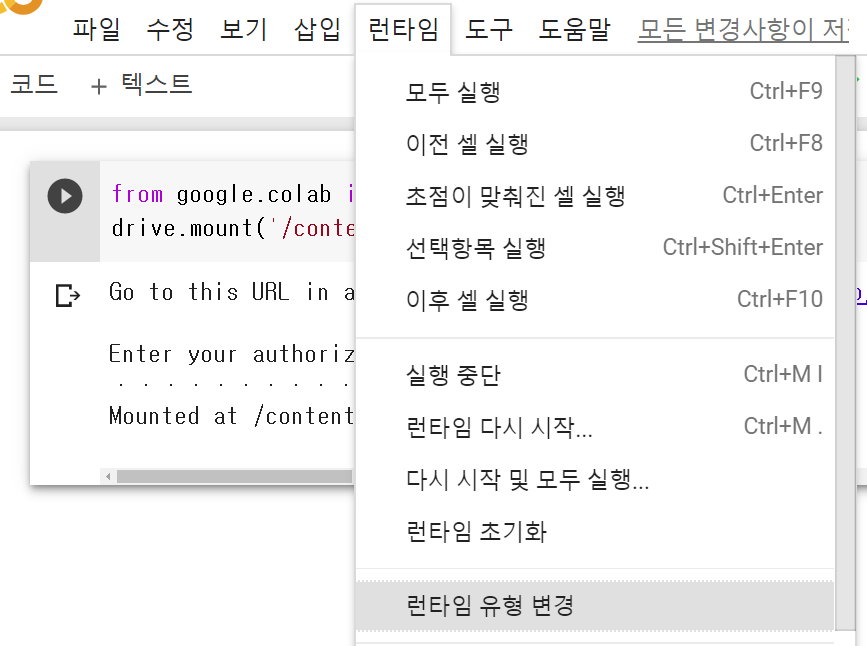 파일 수정 보기 삽입 런타임 도구 도움말 모든 변경사항이 저
코드 + 텍스트
from google.colab i
drive.mount('/conte
Go to this URL in a
Enter your authoriz
· · · · · · · · · ·
Mounted at /content
모두 실행 Ctrl+F9
이전 셀 실행 Ctrl+F8
초점이 맞춰진 셀 실행 Ctrl+Enter
선택항목 실행 Ctrl+Shift+Enter
이후 셀 실행 Ctrl+F10
실행 중단 Ctrl+M I
런타임 다시 시작... Ctrl+M .
다시 시작 및 모두 실행...
런타임 초기화
런타임 유형 변경